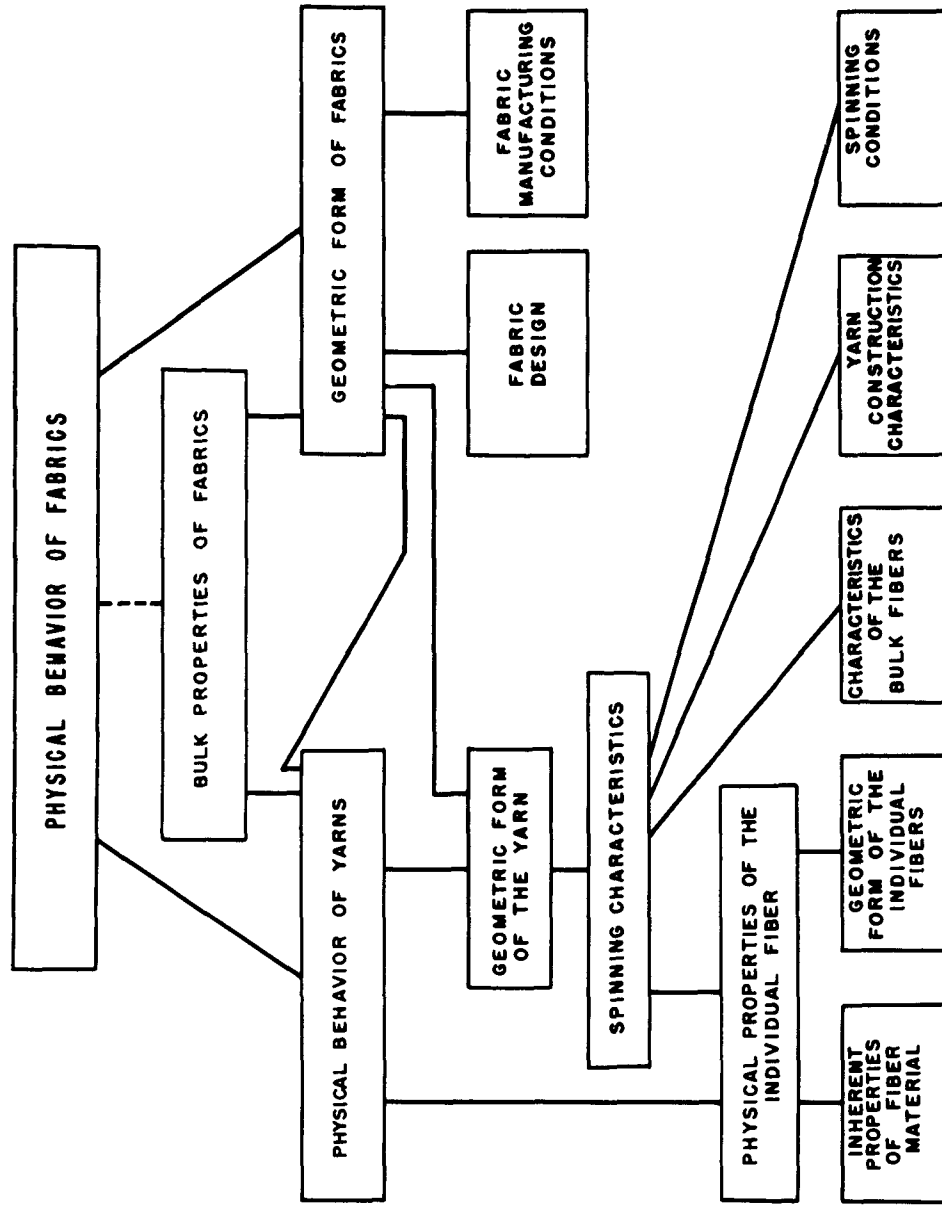 PHYSICAL BEHAVIOR OF FABRICS
BULK PROPERTIES OF FABRICS
PHYSICAL BEHAVIOR OF YARNS
GEOMETRIC FORM OF FABRICS
GEOMETRIC FORM
OF THE YARN
FABRIC
DESIGN
FABRIC
MANUFACTURING
CONDITIONS
SPINNING CHARACTERISTICS
PHYSICAL PROPERTIES OF THE
INDIVIDUAL FIBER
INHERENT
PROPERTIES
OF FIBER
MATERIAL
GEOMETRIC
FORM OF THE
INDIVIDUAL
FIBERS
CHARACTERISTICS
OF THE
BULK FIBERS
YARN
CONSTRUCTION
CHARACTERISTICS
SPINNING
CONDITIONS